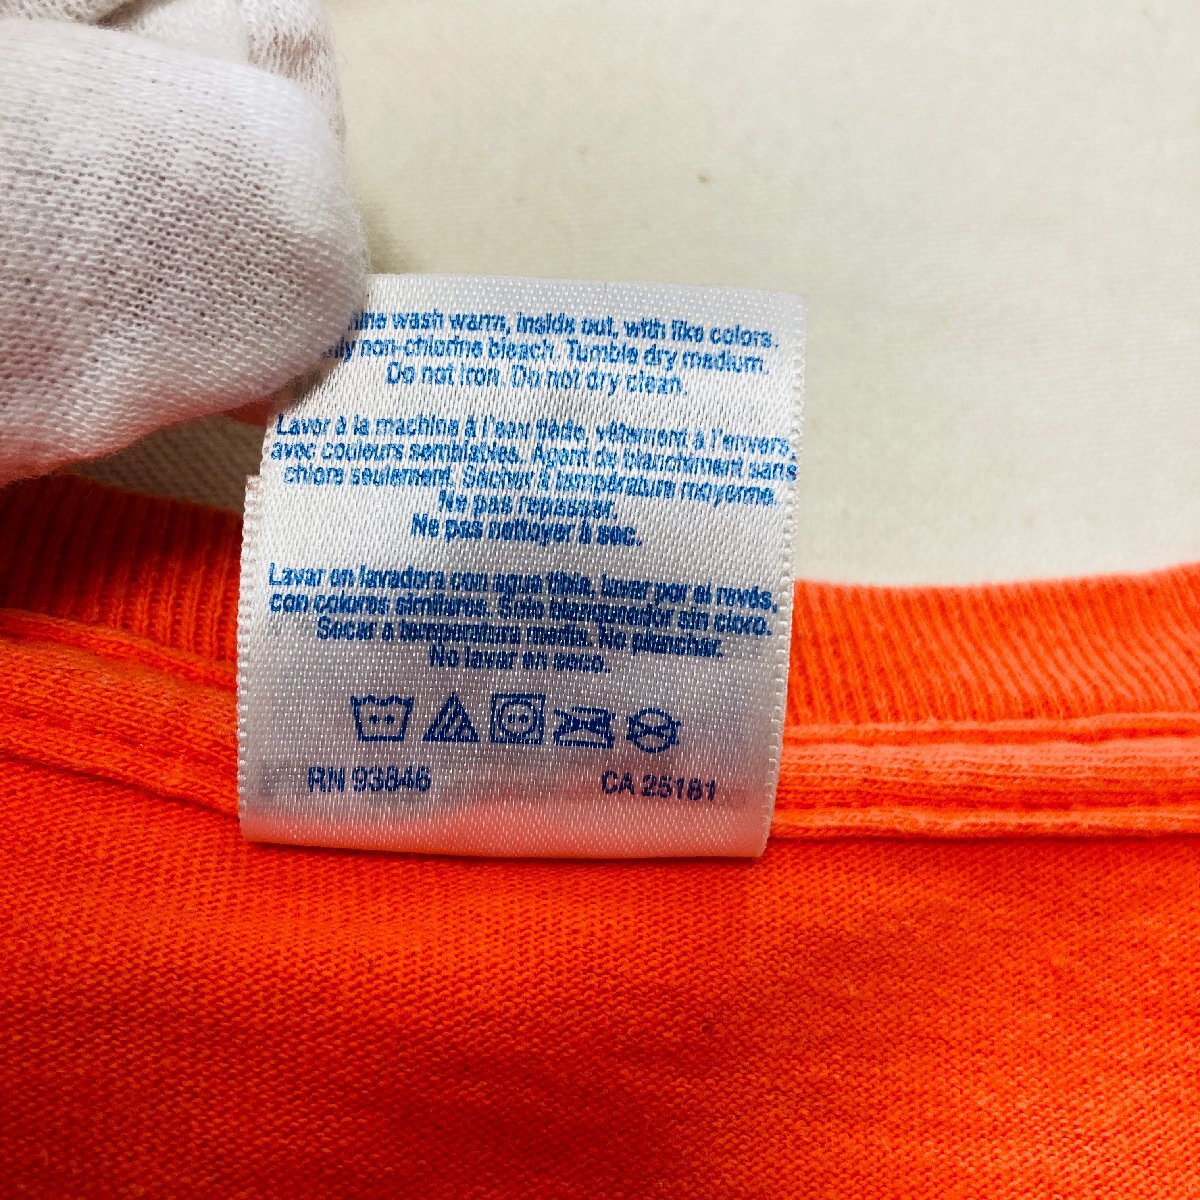 wash warm, inside out, with like colors.
non-chlorine bleach. Tumble dry medium.
Do not iron. Do not dry clean.
Lavar à la machine à l'eau tiède, vêtement à l'envers,
avec couleurs semblables. Agent de blanchiment sans
chlore seulement. Sécher à température moyenne.
Ne pas repasser.
Ne pas nettoyer à sec.
Lavar en lavadora con agua tibia, lavar por el revés,
con colores similares. Solo blanqueador sin cloro.
Secar a temperatura media. No planchar.
No lavar en seco.
RN 93846 CA 25181